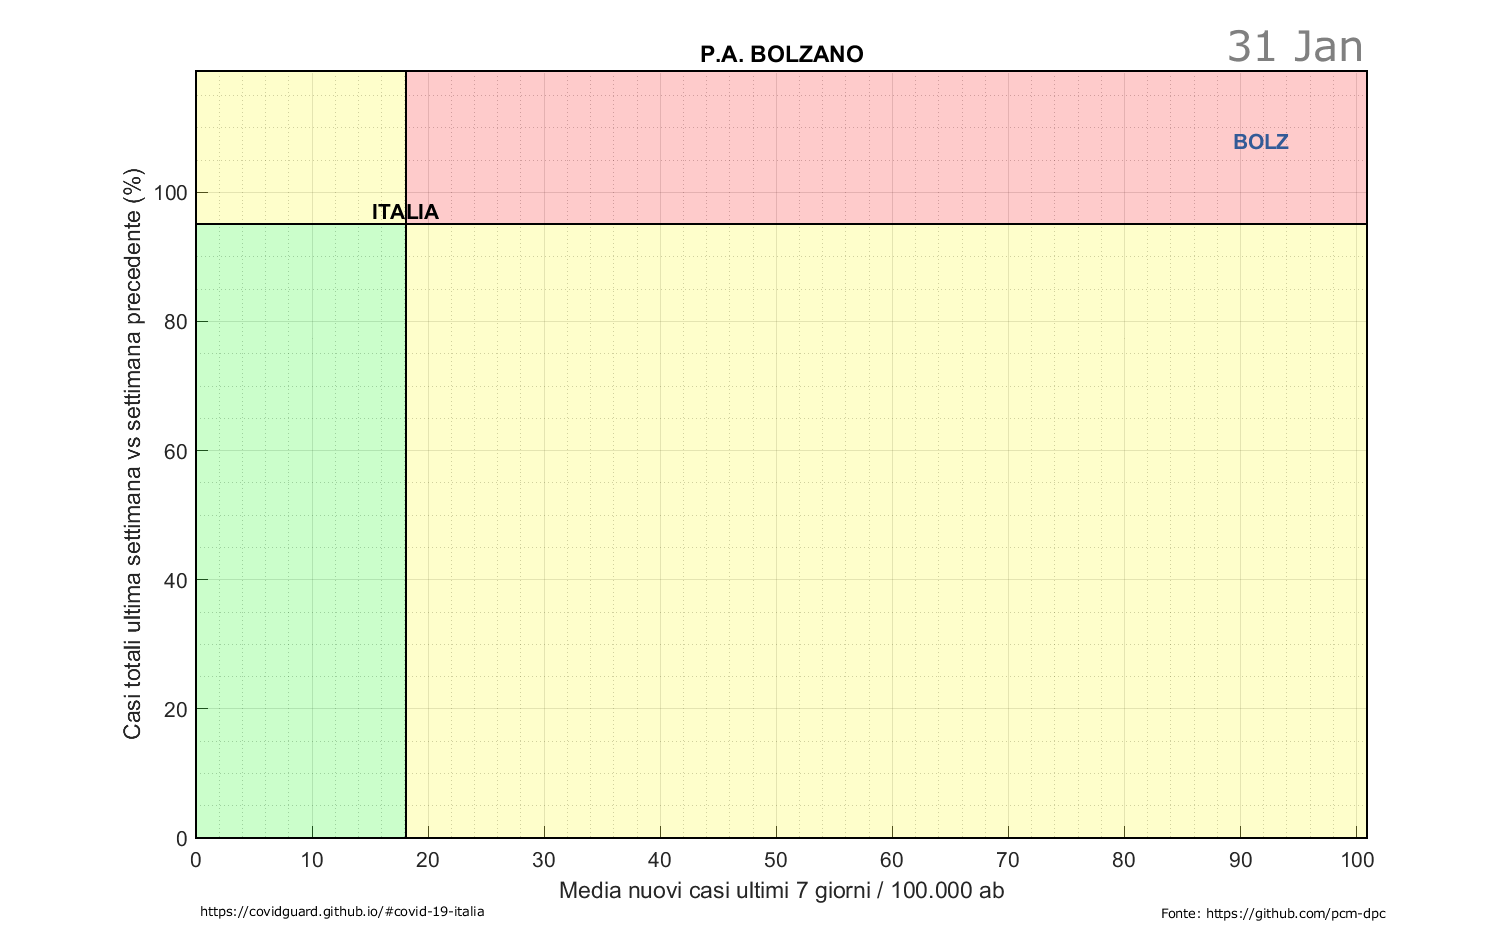 31 Jan
P.A. BOLZANO
BOLZ
ITALIA
Casi totali ultima settimana vs settimana precedente (%)
100
80
60
40
20
0
0 10 20 30 40 50 60 70 80 90 100
Media nuovi casi ultimi 7 giorni / 100.000 ab
https://covidguard.github.io/#covid-19-italia
Fonte: https://github.com/pcm-dpc